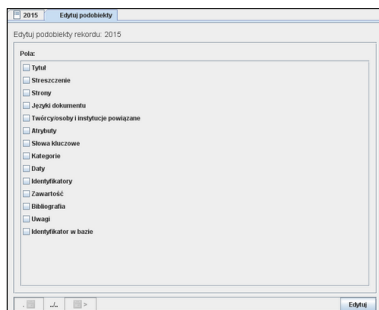 2015 Edytuj podobiekty
Edytuj podobiekty rekordu: 2015
Pola:
Tytuł
Streszczenie
Strony
Języki dokumentu
Twórcy/osoby i instytucje powiązane
Atrybuty
Słowa kluczowe
Kategorie
Daty
Identyfikatory
Zawartość
Bibliografia
Uwagi
Identyfikator w bazie
../.. > Edytuj